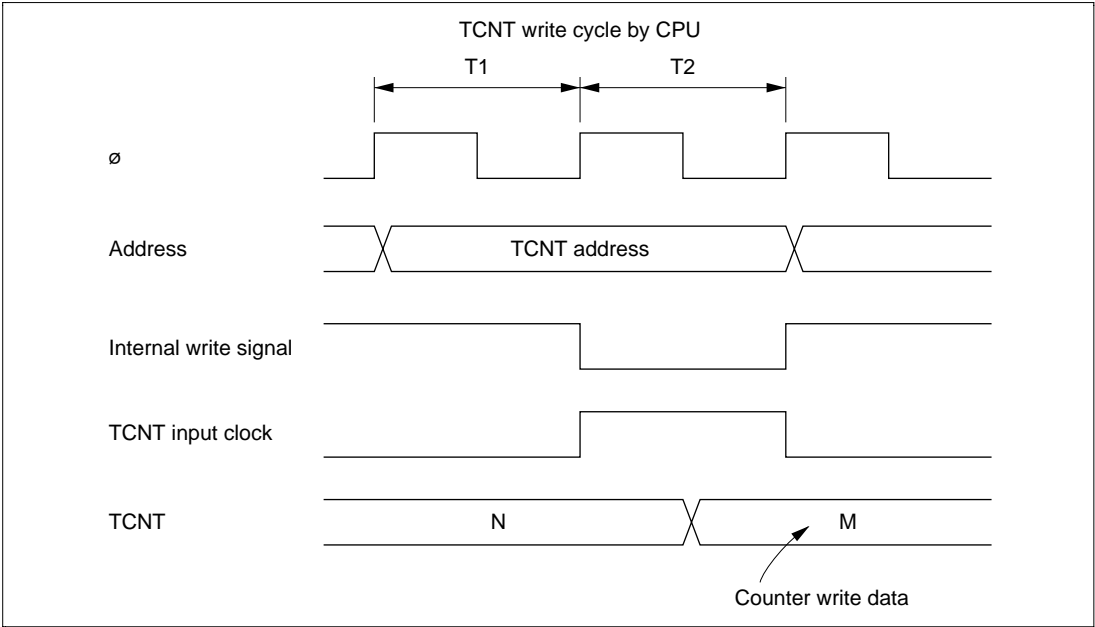 TCNT write cycle by CPU
T1 T2
ø
Address TCNT address
Internal write signal
TCNT input clock
TCNT N M
Counter write data